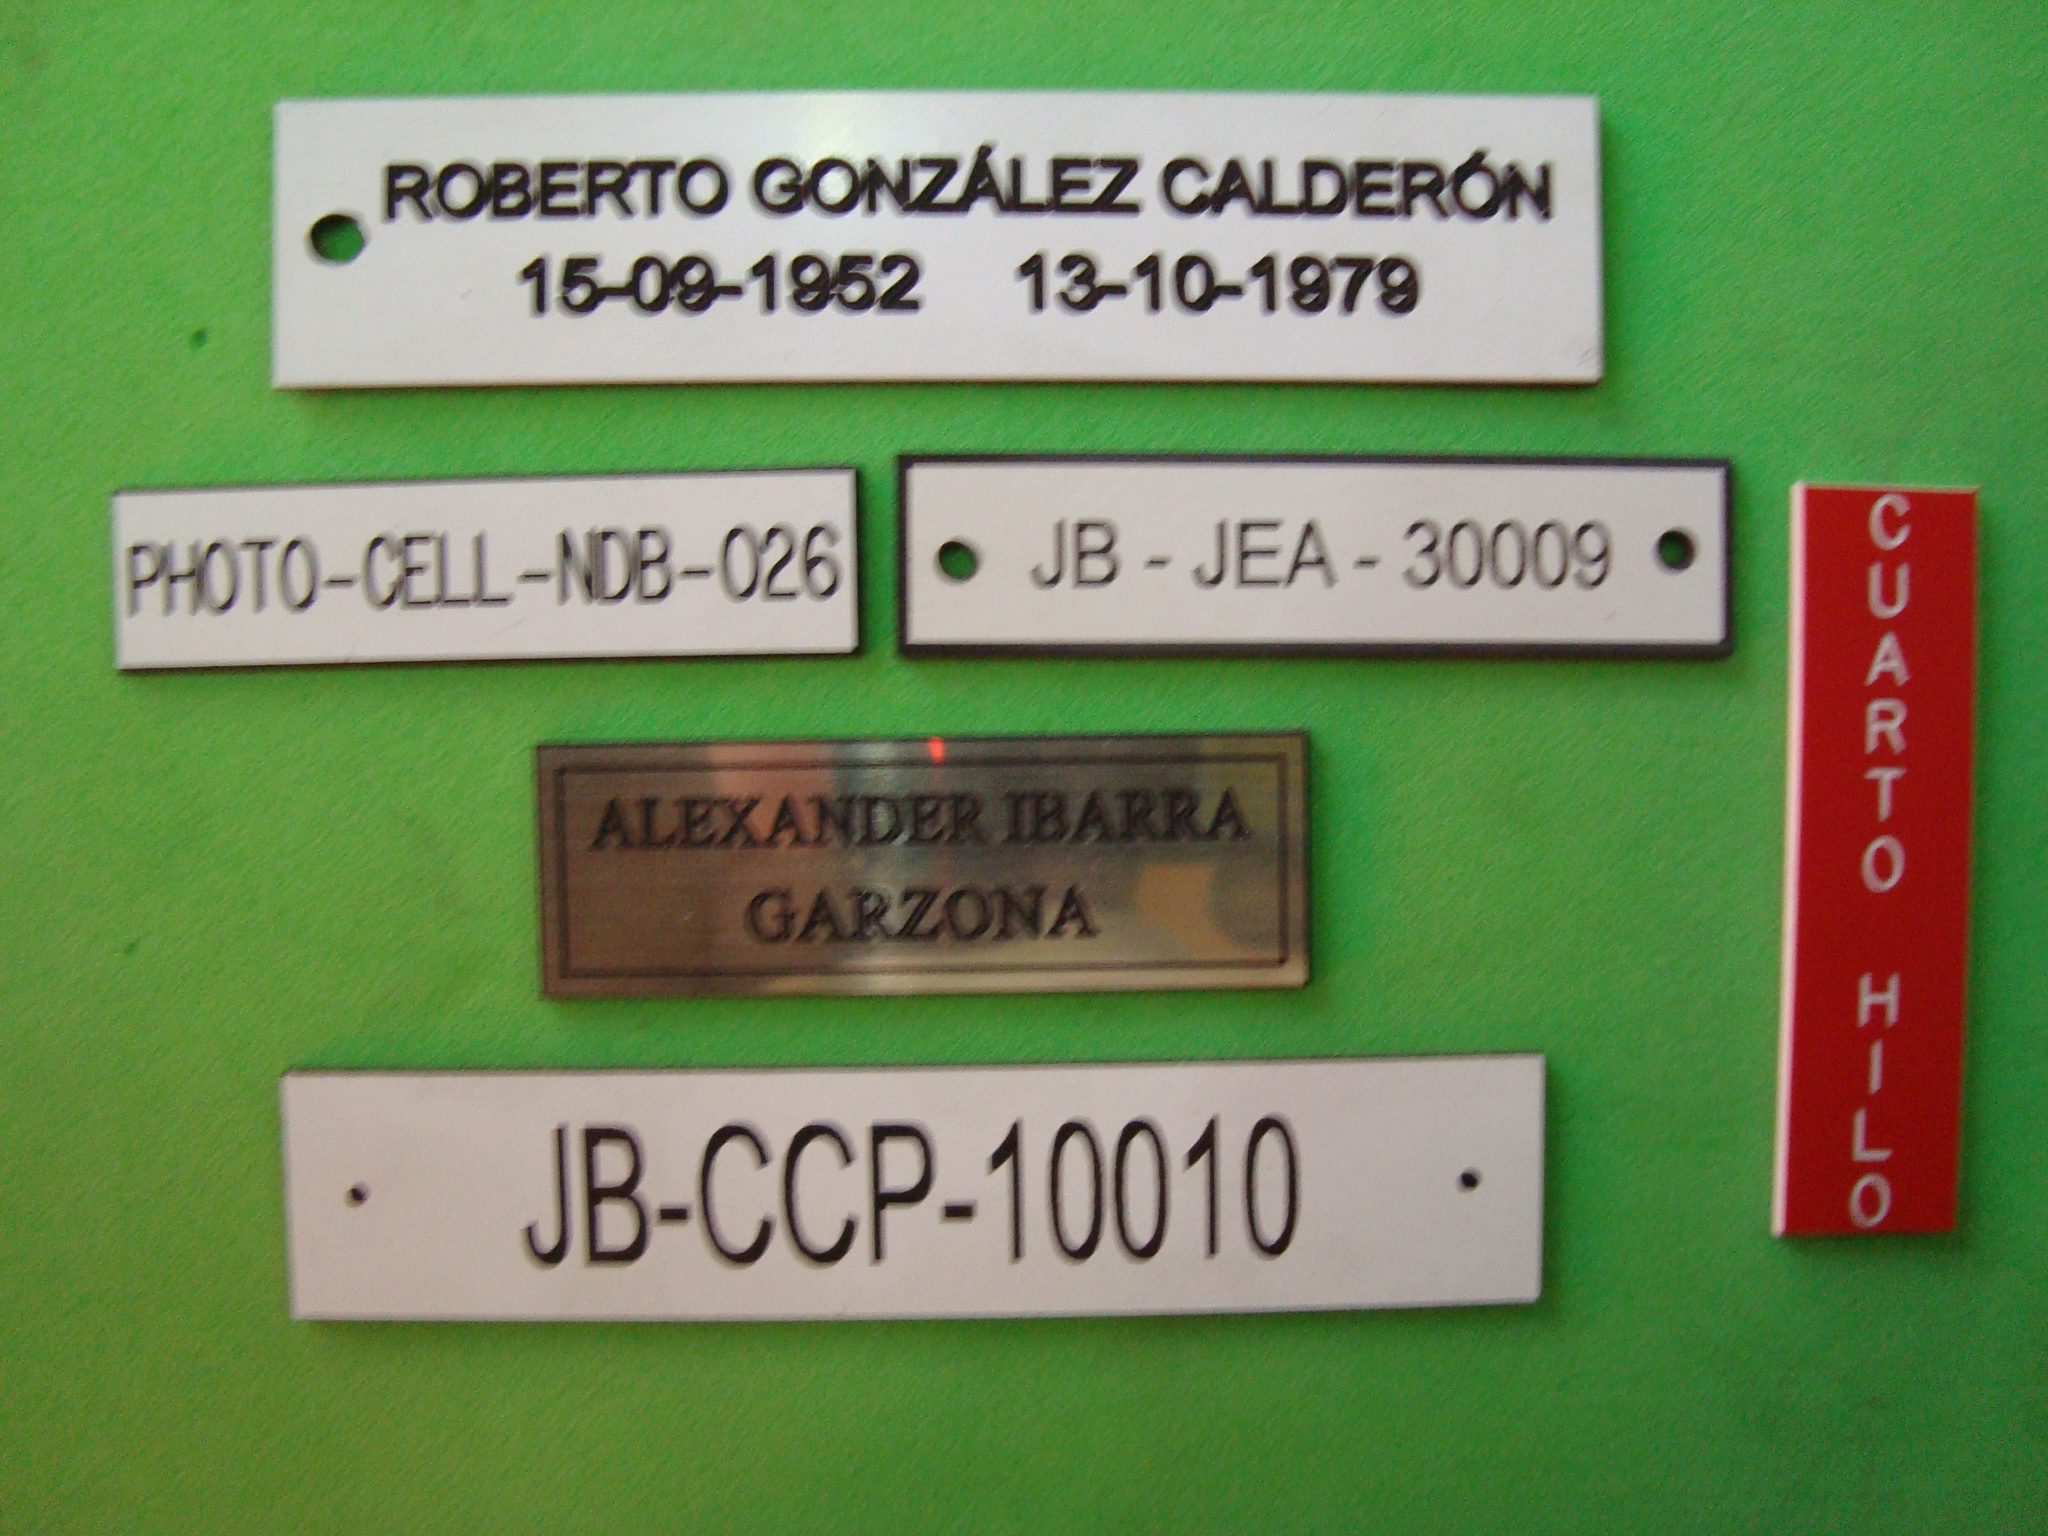 ROBERTO GONZÁLEZ CALDERÓN
15-09-1952 13-10-1979
PHOTO-CELL-NDB-026
JB - JEA - 30009
CUARTO HILO
ALEXANDER IBARRA
GARZONA
JB-CCP-10010